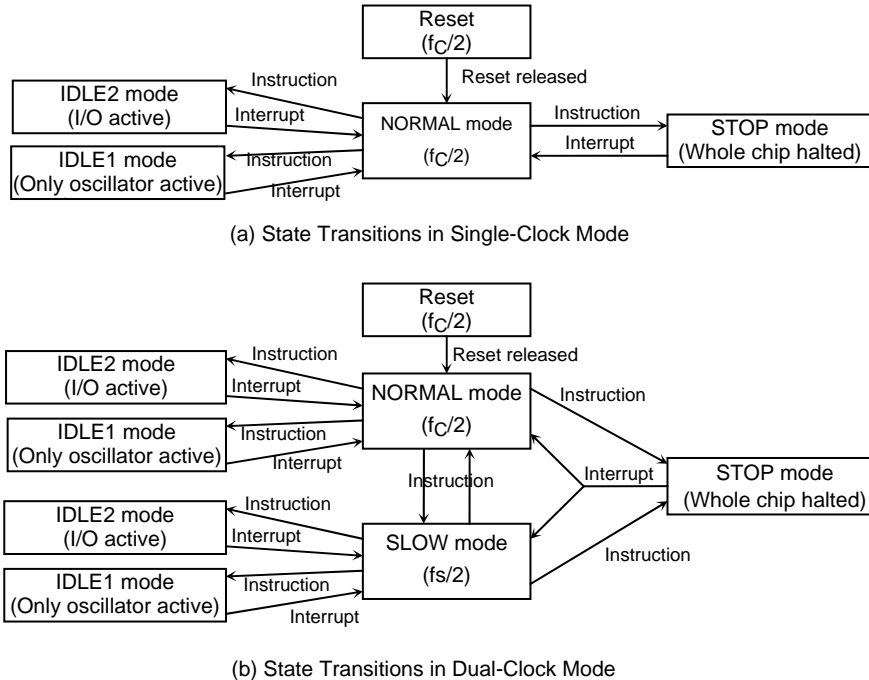 Reset
(fC/2)
Reset released
IDLE2 mode
(I/O active)
Instruction
Interrupt
IDLE1 mode
(Only oscillator active)
Instruction
Interrupt
NORMAL mode
(fC/2)
Instruction
Interrupt
STOP mode
(Whole chip halted)
(a) State Transitions in Single-Clock Mode
Reset
(fC/2)
Reset released
IDLE2 mode
(I/O active)
Instruction
Interrupt
IDLE1 mode
(Only oscillator active)
Instruction
Interrupt
NORMAL mode
(fC/2)
Instruction
Instruction
Interrupt
STOP mode
(Whole chip halted)
IDLE2 mode
(I/O active)
Instruction
Interrupt
IDLE1 mode
(Only oscillator active)
Instruction
Interrupt
SLOW mode
(fs/2)
Instruction
(b) State Transitions in Dual-Clock Mode